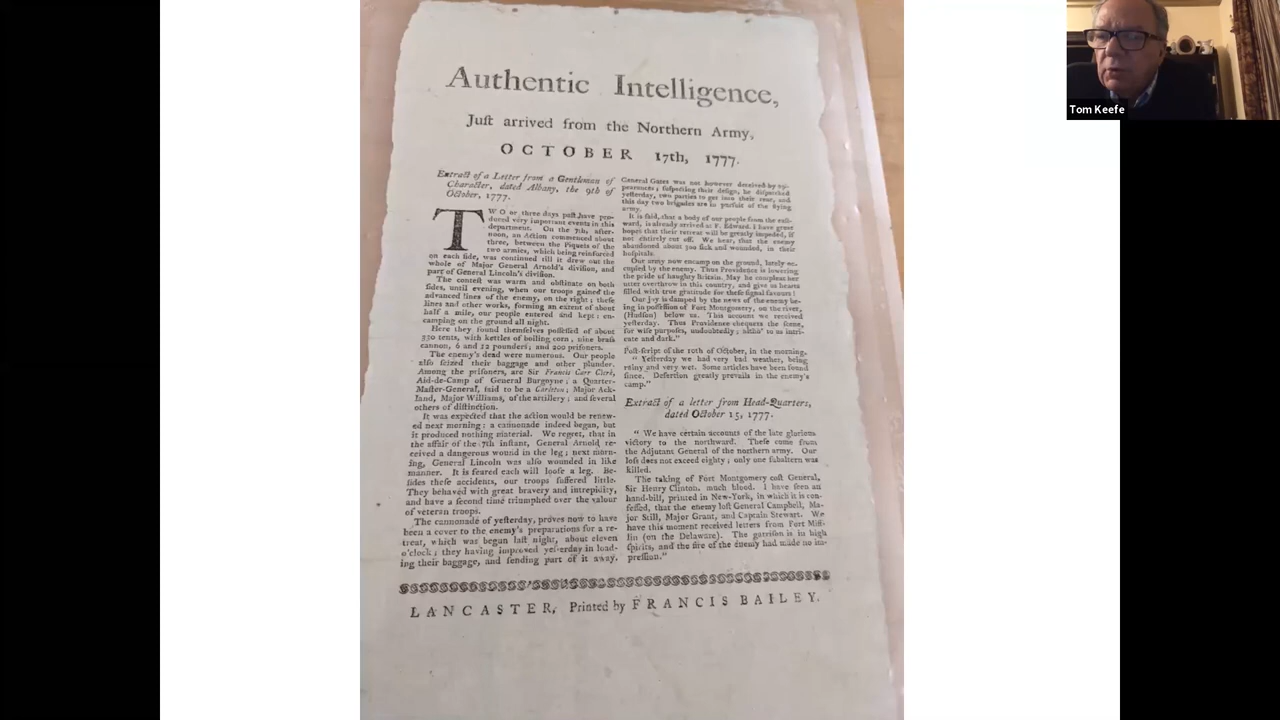 Authentic Intelligence,
Juſt arrived from the Northern Army,
OCTOBER 17th, 1777.
Extract of a Letter from a Gentleman of
Character, dated Albany, the 9th of
October, 1777.
TWO or three days paſt have pro-
duced very important events in this
department. On the 7th, after-
noon, an Action commenced about
three, between the Piquets of the
two armies, which being reinforced
on each ſide, was continued till it drew out the
whole of Major General Arnold's diviſion, and
part of General Lincoln's diviſion.
The conteſt was warm and obſtinate on both
ſides, until evening, when our troops gained the
advanced lines of the enemy, on the right; theſe
lines and other works, forming an extent of about
half a mile, our people entered and kept; en-
camping on the ground all night.
Here they found themſelves poſſeſſed of about
330 tents, with kettles of boiling corn, nine braſs
cannon, 6 and 12 pounders; and 200 priſoners.
The enemy's dead were numerous. Our people
alſo ſeized their baggage and other plunder.
Among the priſoners, are Sir Francis Carr Clerk,
Aid-de-Camp of General Burgoyne; a Quarter-
Maſter-General, ſaid to be a Carleton; Major Ack-
land, Major Williams, of the artillery; and ſeveral
others of diſtinction.
It was expected that the action would be renew-
ed next morning: a cannonade indeed began, but
it produced nothing material. We regret, that in
the affair of the 7th inſtant, General Arnold re-
ceived a dangerous wound in the leg; next morn-
ing, General Lincoln was alſo wounded in like
manner. It is feared each will looſe a leg. Be-
ſides theſe accidents, our troops ſuffered little.
They behaved with great bravery and intrepidity,
and have a ſecond time triumphed over the valour
of veteran troops.
The cannonade of yeſterday, proves now to have
been a cover to the enemy's preparations for a re-
treat, which was begun laſt night, about eleven
o'clock; they having improved yeſterday in load-
ing their baggage, and ſending part of it away.
General Gates was not however deceived by ap-
pearances; ſuſpecting their deſign, he diſpatched
yeſterday, two parties to get into their rear, and
this day two brigades are in purſuit of the flying
army.
It is ſaid, that a body of our people from the eaſt-
ward, is already arrived at F. Edward. I have great
hopes that their retreat will be greatly impeded, if
not entirely cut off. We hear, that the enemy
abandoned about 300 ſick and wounded, in their
hoſpitals.
Our army now encamp on the ground, lately oc-
cupied by the enemy. Thus Providence is lowering
the pride of haughty Britain. May he compleat her
utter overthrow in this country, and give us hearts
filled with true gratitude for theſe ſignal favours!
Our joy is damped by the news of the enemy be-
ing in poſſeſſion of Fort Montgomery, on the river,
(Hudſon) below us. This account we received
yeſterday. Thus Providence chequers the ſcene,
for wiſe purpoſes, undoubtedly; altho' to us intri-
cate and dark."
Poſt-ſcript of the 10th of October, in the morning.
" Yeſterday we had very bad weather, being
reiny and very wet. Some articles have been found
ſince. Deſertion greatly prevails in the enemy's
camp."
Extract of a letter from Head-Quarters,
dated October 15, 1777.
" We have certain accounts of the late glorious
victory to the northward. Theſe come from
the Adjutant General of the northern army. Our
loſs does not exceed eighty; only one ſubaltern was
killed.
The taking of Fort Montgomery coſt General,
Sir Henry Clinton, much blood. I have ſeen an
hand-bill, printed in New-York, in which it is con-
feſſed, that the enemy loſt General Campbell, Ma-
jor Still, Major Grant, and Captain Stewart. We
have this moment received letters from Fort Miff-
lin (on the Delaware). The garriſon is in high
ſpirits, and the fire of the enemy had made no im-
preſſion."
LANCASTER, Printed by FRANCIS BAILEY.
Tom Keefe